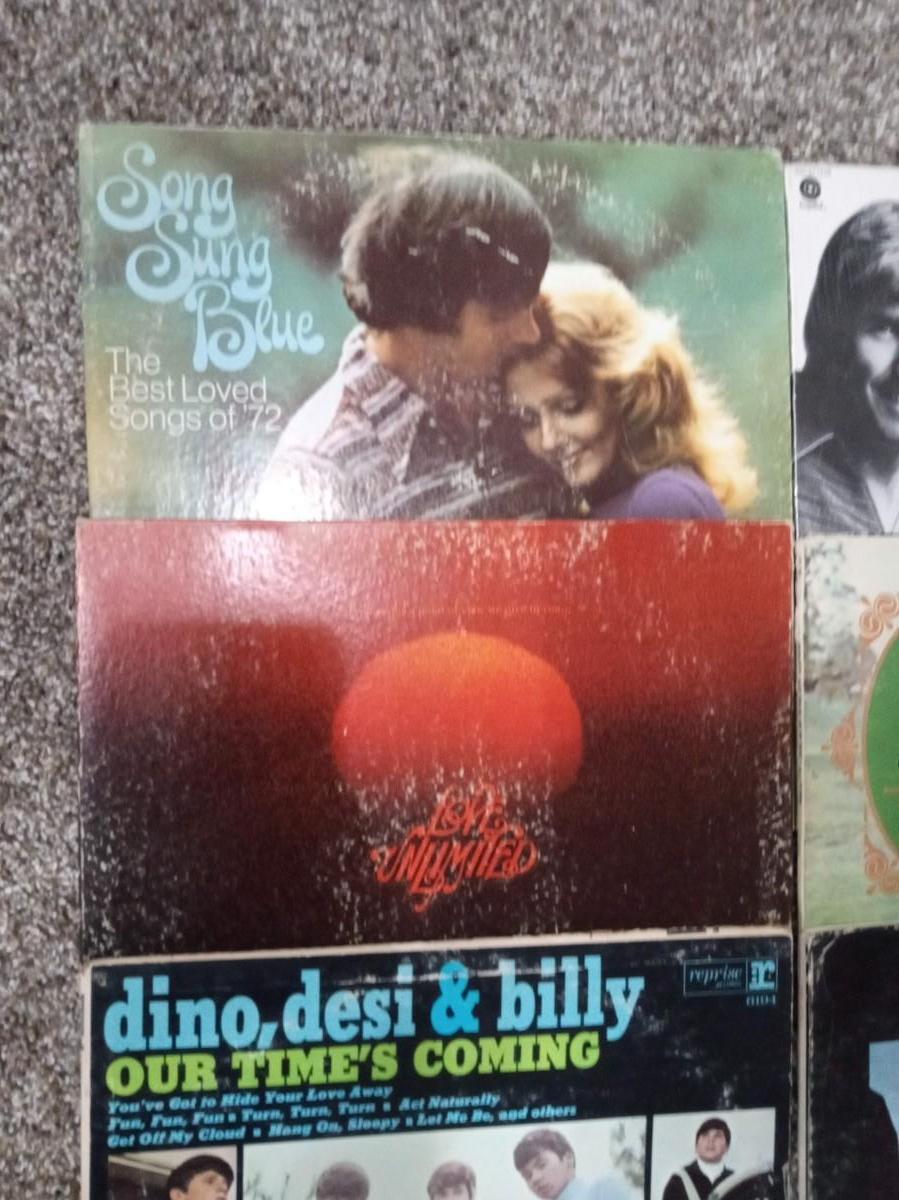 Song
Sung
Blue
The
Best Loved
Songs of '72
LOVE
UNLIMITED
dino, desi & billy
reprise
OUR TIME'S COMING
You've Got to Hide Your Love Away
Fun, Fun, Fun ▪ Turn, Turn, Turn ▪ Act Naturally
Get Off My Cloud ▪ Hang On, Sloopy ▪ Let Me Be, and others